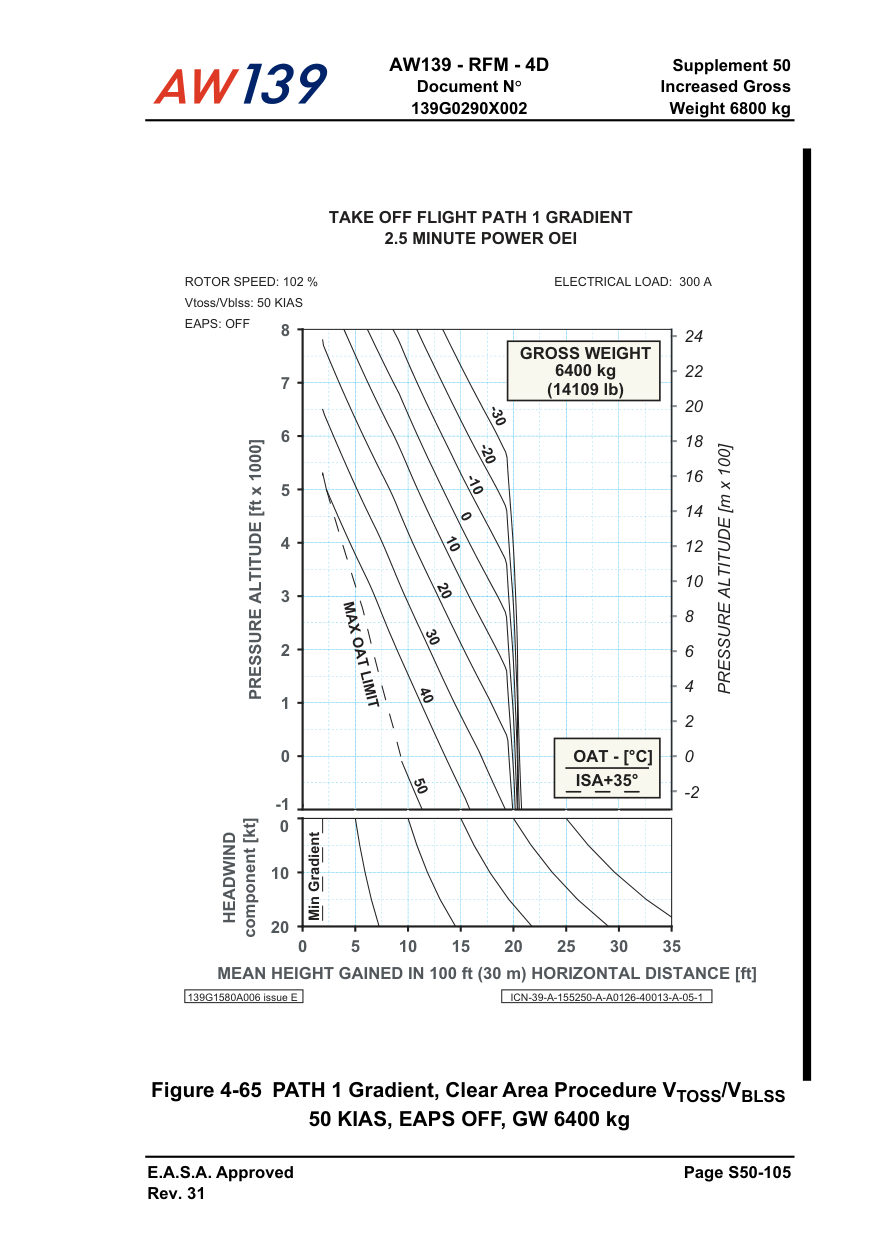 AW139
AW139 - RFM - 4D
Document N°
139G0290X002
Supplement 50
Increased Gross
Weight 6800 kg
TAKE OFF FLIGHT PATH 1 GRADIENT
2.5 MINUTE POWER OEI
ROTOR SPEED: 102 %
ELECTRICAL LOAD: 300 A
Vtoss/Vblss: 50 KIAS
EAPS: OFF
GROSS WEIGHT
6400 kg
(14109 lb)
8
7
6
5
4
3
2
1
0
-1
PRESSURE ALTITUDE [ft x 1000]
24
22
20
18
16
14
12
10
8
6
4
2
0
-2
PRESSURE ALTITUDE [m x 100]
-30
-20
-10
0
10
20
30
40
50
MAX OAT LIMIT
OAT - [°C]
ISA+35°
HEADWIND
component [kt]
0
10
20
Min Gradient
0 5 10 15 20 25 30 35
MEAN HEIGHT GAINED IN 100 ft (30 m) HORIZONTAL DISTANCE [ft]
139G1580A006 issue E
ICN-39-A-155250-A-A0126-40013-A-05-1
Figure 4-65 PATH 1 Gradient, Clear Area Procedure VTOSS/VBLSS
50 KIAS, EAPS OFF, GW 6400 kg
E.A.S.A. Approved
Rev. 31
Page S50-105